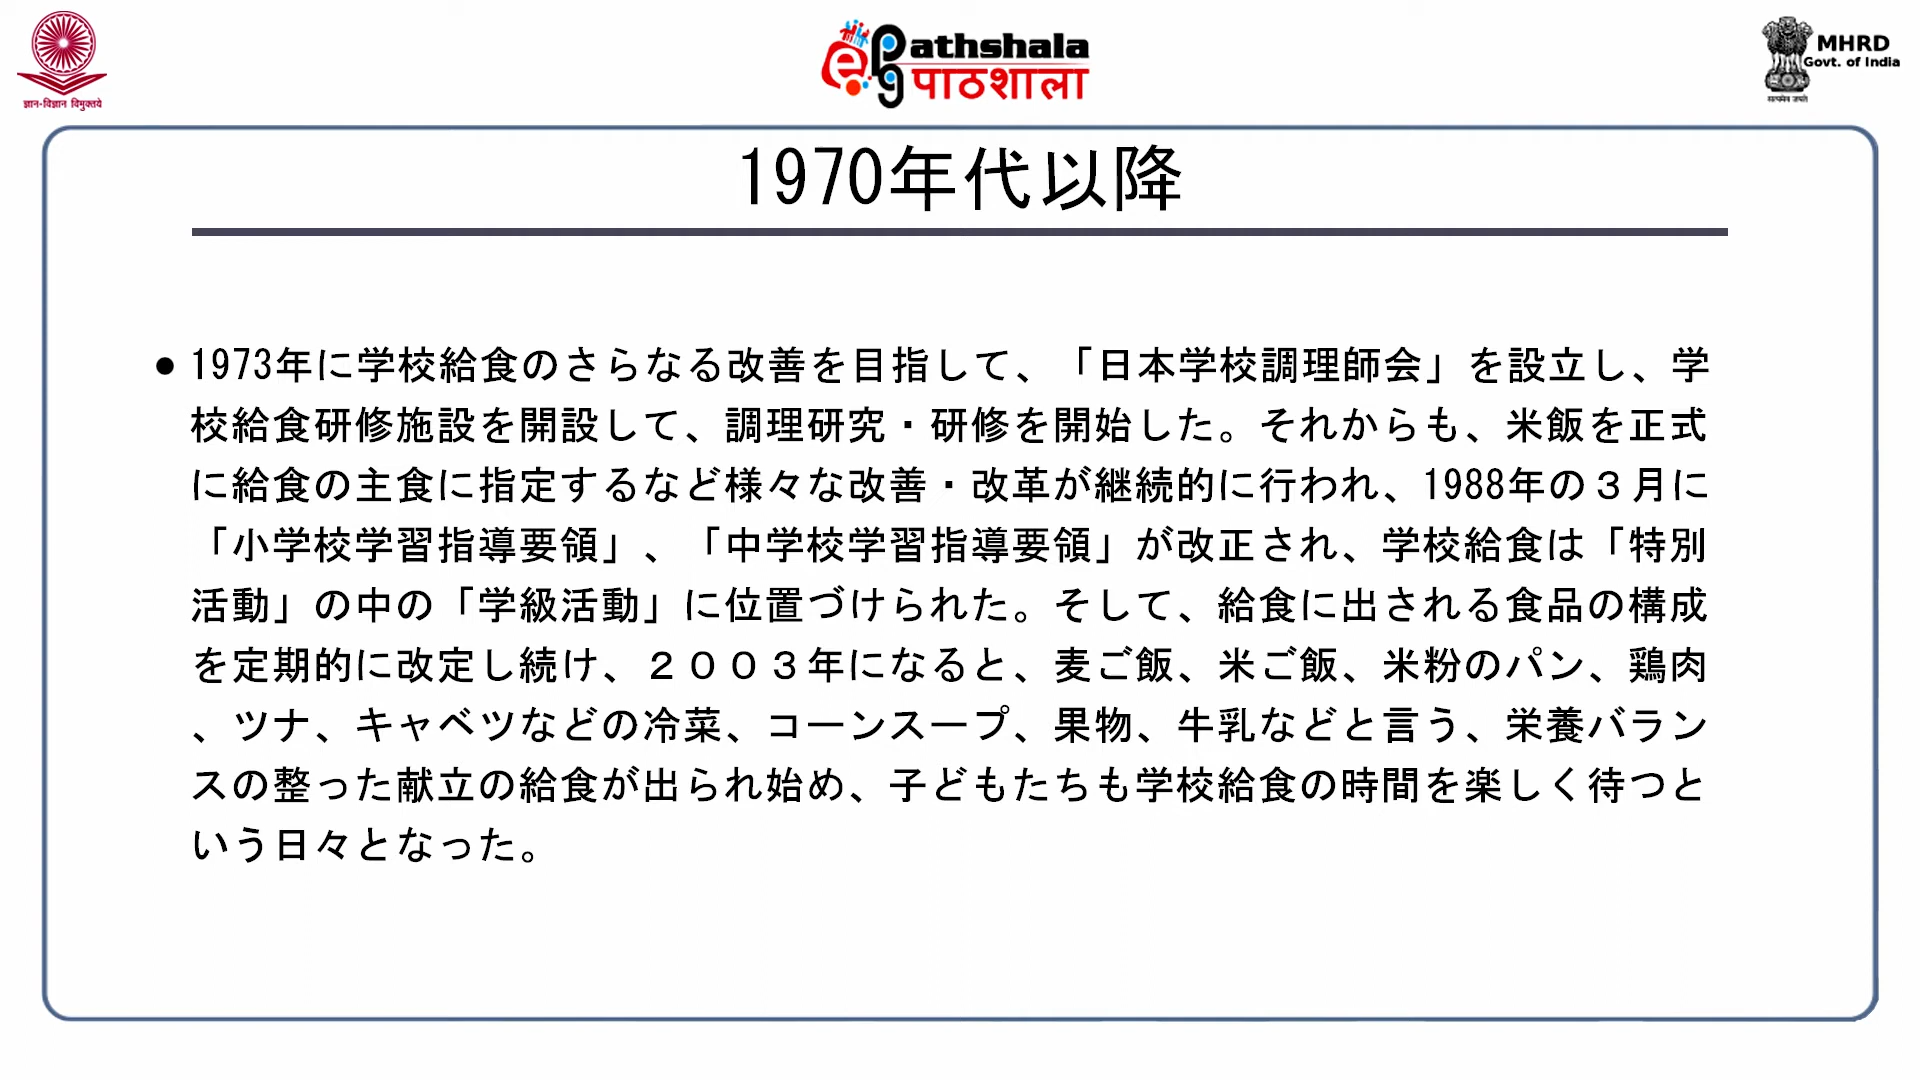 ज्ञान-विज्ञान विमुक्तये
ePG Pathshala
पाठशाला
MHRD
Govt. of India
सत्यमेव जयते
1970年代以降
● 1973年に学校給食のさらなる改善を目指して、「日本学校調理師会」を設立し、学
校給食研修施設を開設して、調理研究・研修を開始した。それからも、米飯を正式
に給食の主食に指定するなど様々な改善・改革が継続的に行われ、1988年の３月に
「小学校学習指導要領」、「中学校学習指導要領」が改正され、学校給食は「特別
活動」の中の「学級活動」に位置づけられた。そして、給食に出される食品の構成
を定期的に改定し続け、２００３年になると、麦ご飯、米ご飯、米粉のパン、鶏肉
、ツナ、キャベツなどの冷菜、コーンスープ、果物、牛乳などと言う、栄養バラン
スの整った献立の給食が出られ始め、子どもたちも学校給食の時間を楽しく待つと
いう日々となった。